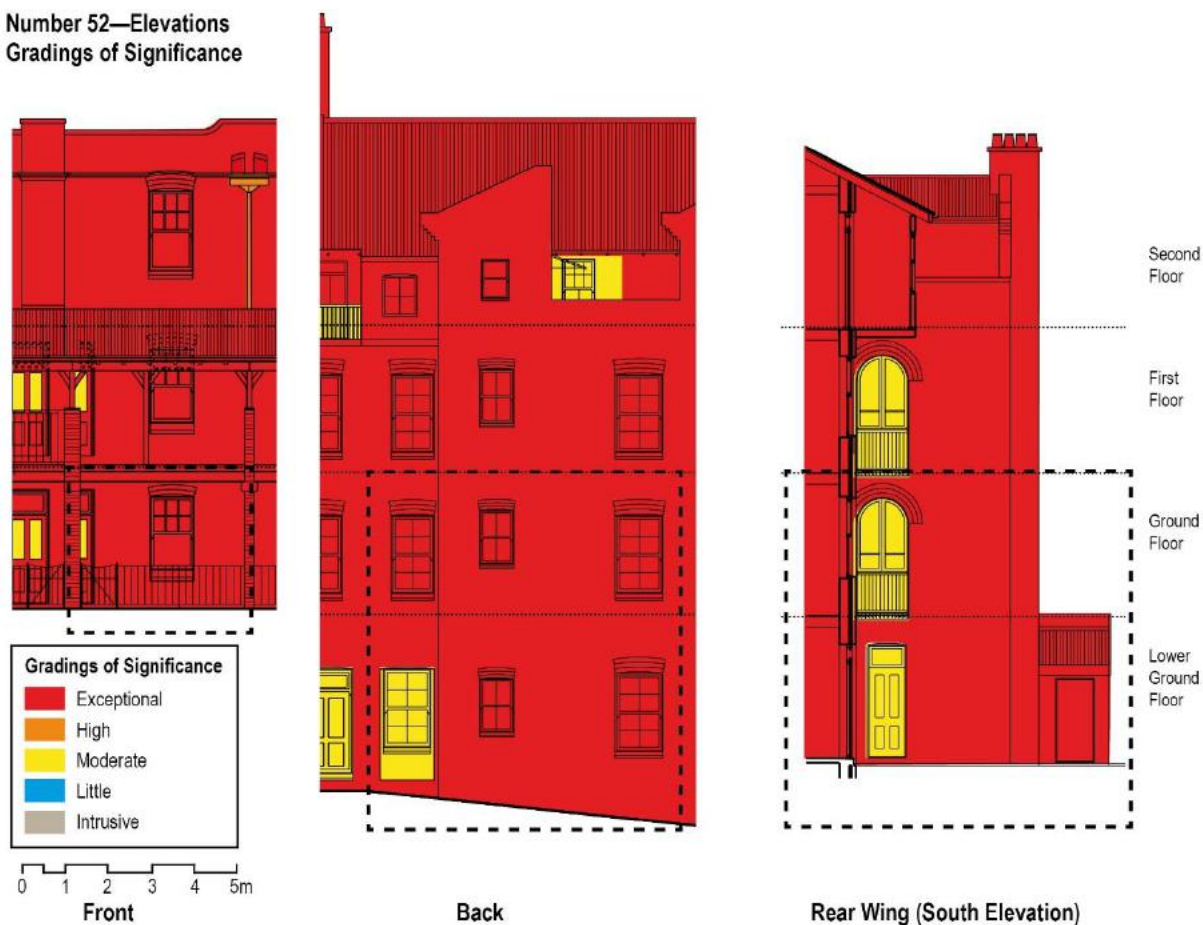 Number 52—Elevations
Gradings of Significance
Second
Floor
First
Floor
Ground
Floor
Lower
Ground
Floor
Gradings of Significance
Exceptional
High
Moderate
Little
Intrusive
0 1 2 3 4 5m
Front
Back
Rear Wing (South Elevation)